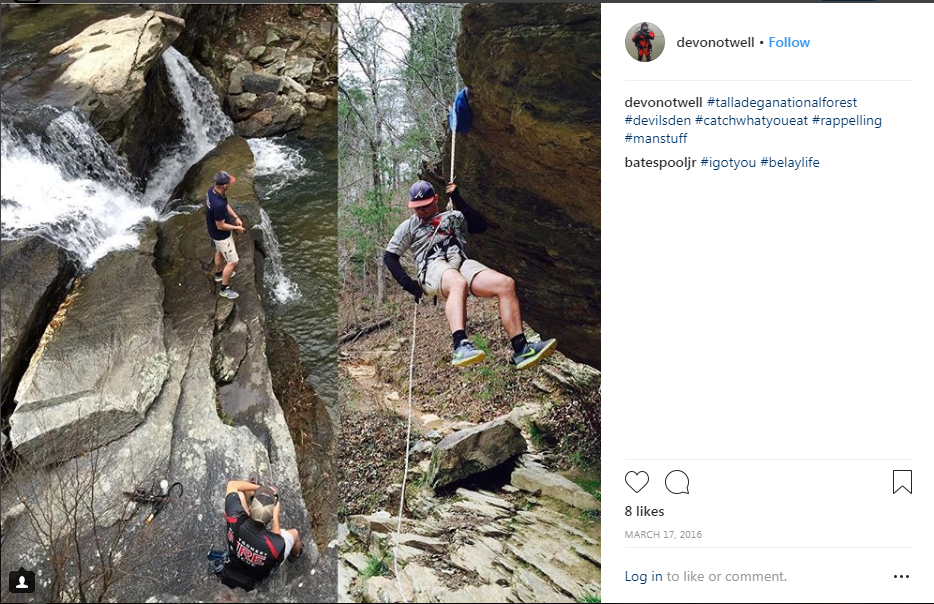 devonotwell • Follow
devonotwell #talladeganationalforest
#devilsden #catchwhatyoueat #rappelling
#manstuff
batespooljr #igotyou #belaylife
8 likes
MARCH 17, 2016
Log in to like or comment.
A
FIRE